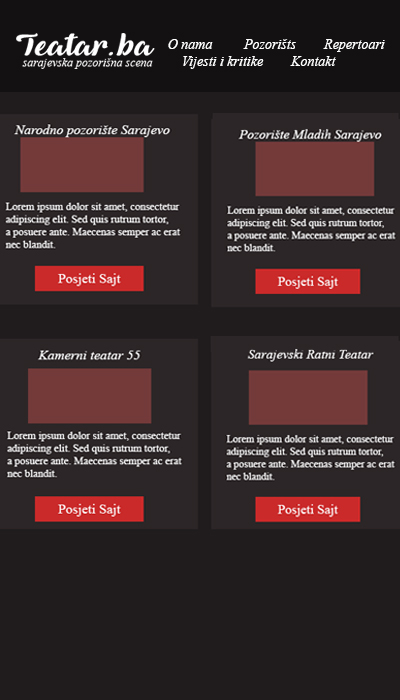 Teatar.ba
sarajevska pozorišna scena
O nama Pozorišts Repertoari
Vijesti i kritike Kontakt
Narodno pozorište Sarajevo
Lorem ipsum dolor sit amet, consectetur
adipiscing elit. Sed quis rutrum tortor,
a posuere ante. Maecenas semper ac erat
nec blandit.
Posjeti Sajt
Pozorište Mladih Sarajevo
Lorem ipsum dolor sit amet, consectetur
adipiscing elit. Sed quis rutrum tortor,
a posuere ante. Maecenas semper ac erat
nec blandit.
Posjeti Sajt
Kamerni teatar 55
Lorem ipsum dolor sit amet, consectetur
adipiscing elit. Sed quis rutrum tortor,
a posuere ante. Maecenas semper ac erat
nec blandit.
Posjeti Sajt
Sarajevski Ratni Teatar
Lorem ipsum dolor sit amet, consectetur
adipiscing elit. Sed quis rutrum tortor,
a posuere ante. Maecenas semper ac erat
nec blandit.
Posjeti Sajt